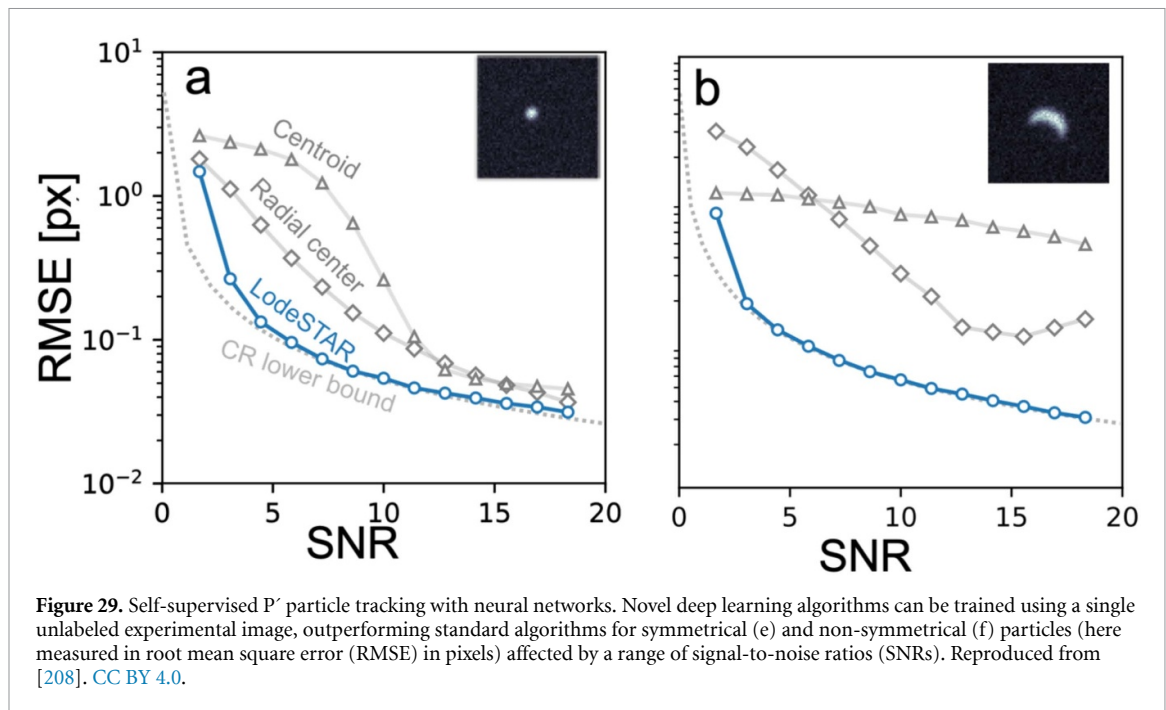 10¹
10⁰
10⁻¹
10⁻²
RMSE [px]
a
Centroid
Radial center
LodeSTAR
CR lower bound
0 5 10 15 20
SNR
b
0 5 10 15 20
SNR
Figure 29. Self-supervised P´ particle tracking with neural networks. Novel deep learning algorithms can be trained using a single
unlabeled experimental image, outperforming standard algorithms for symmetrical (e) and non-symmetrical (f) particles (here
measured in root mean square error (RMSE) in pixels) affected by a range of signal-to-noise ratios (SNRs). Reproduced from
[208]. CC BY 4.0.